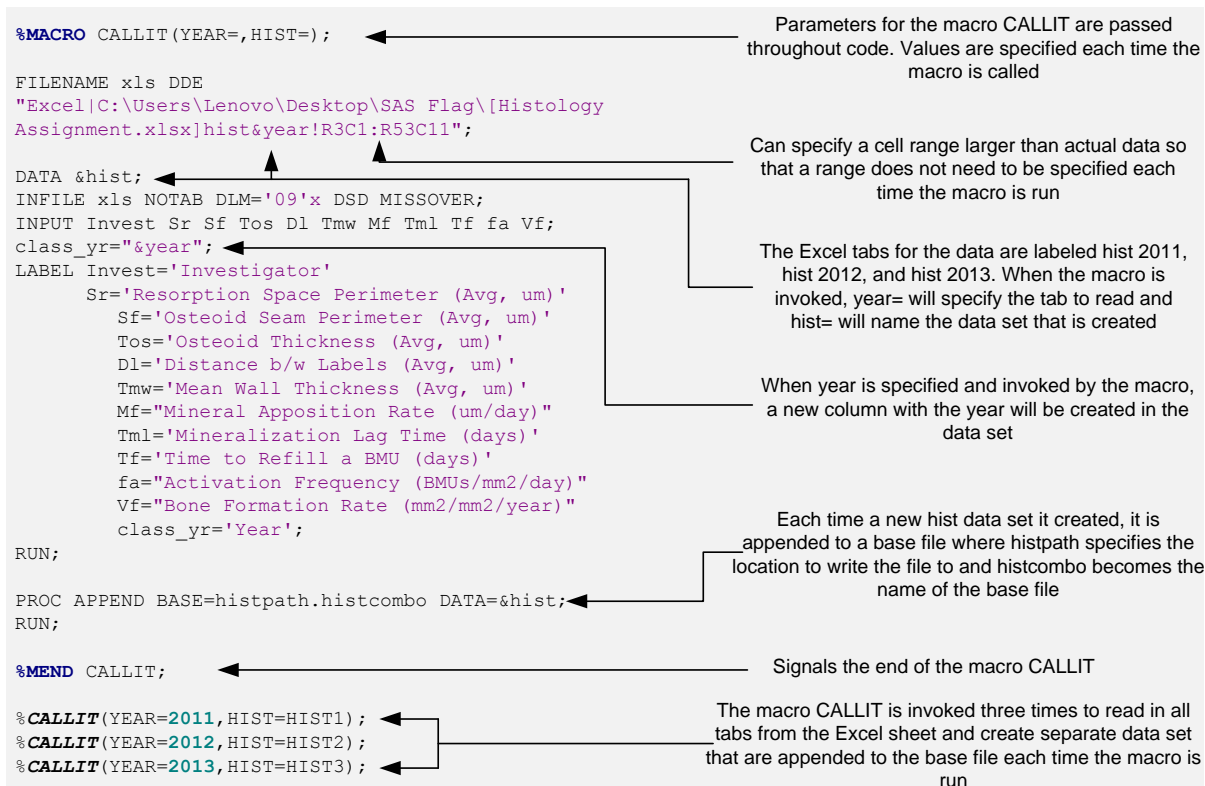 %MACRO CALLIT(YEAR=,HIST=);
Parameters for the macro CALLIT are passed
throughout code. Values are specified each time the
macro is called
FILENAME xls DDE
"Excel|C:\Users\Lenovo\Desktop\SAS Flag\[Histology
Assignment.xlsx]hist&year!R3C1:R53C11";
Can specify a cell range larger than actual data so
that a range does not need to be specified each
time the macro is run
DATA &hist;
INFILE xls NOTAB DLM='09'x DSD MISSOVER;
INPUT Invest Sr Sf Tos Dl Tmw Mf Tml Tf fa Vf;
class_yr="&year";
The Excel tabs for the data are labeled hist 2011,
hist 2012, and hist 2013. When the macro is
invoked, year= will specify the tab to read and
hist= will name the data set that is created
LABEL Invest='Investigator'
Sr='Resorption Space Perimeter (Avg, um)'
Sf='Osteoid Seam Perimeter (Avg, um)'
Tos='Osteoid Thickness (Avg, um)'
Dl='Distance b/w Labels (Avg, um)'
Tmw='Mean Wall Thickness (Avg, um)'
Mf="Mineral Apposition Rate (um/day)"
Tml='Mineralization Lag Time (days)'
Tf='Time to Refill a BMU (days)'
fa="Activation Frequency (BMUs/mm2/day)"
Vf="Bone Formation Rate (mm2/mm2/year)"
class_yr='Year';
When year is specified and invoked by the macro,
a new column with the year will be created in the
data set
RUN;
Each time a new hist data set it created, it is
appended to a base file where histpath specifies the
location to write the file to and histcombo becomes the
name of the base file
PROC APPEND BASE=histpath.histcombo DATA=&hist;
RUN;
%MEND CALLIT;
Signals the end of the macro CALLIT
%CALLIT(YEAR=2011,HIST=HIST1);
%CALLIT(YEAR=2012,HIST=HIST2);
%CALLIT(YEAR=2013,HIST=HIST3);
The macro CALLIT is invoked three times to read in all
tabs from the Excel sheet and create separate data set
that are appended to the base file each time the macro is
run